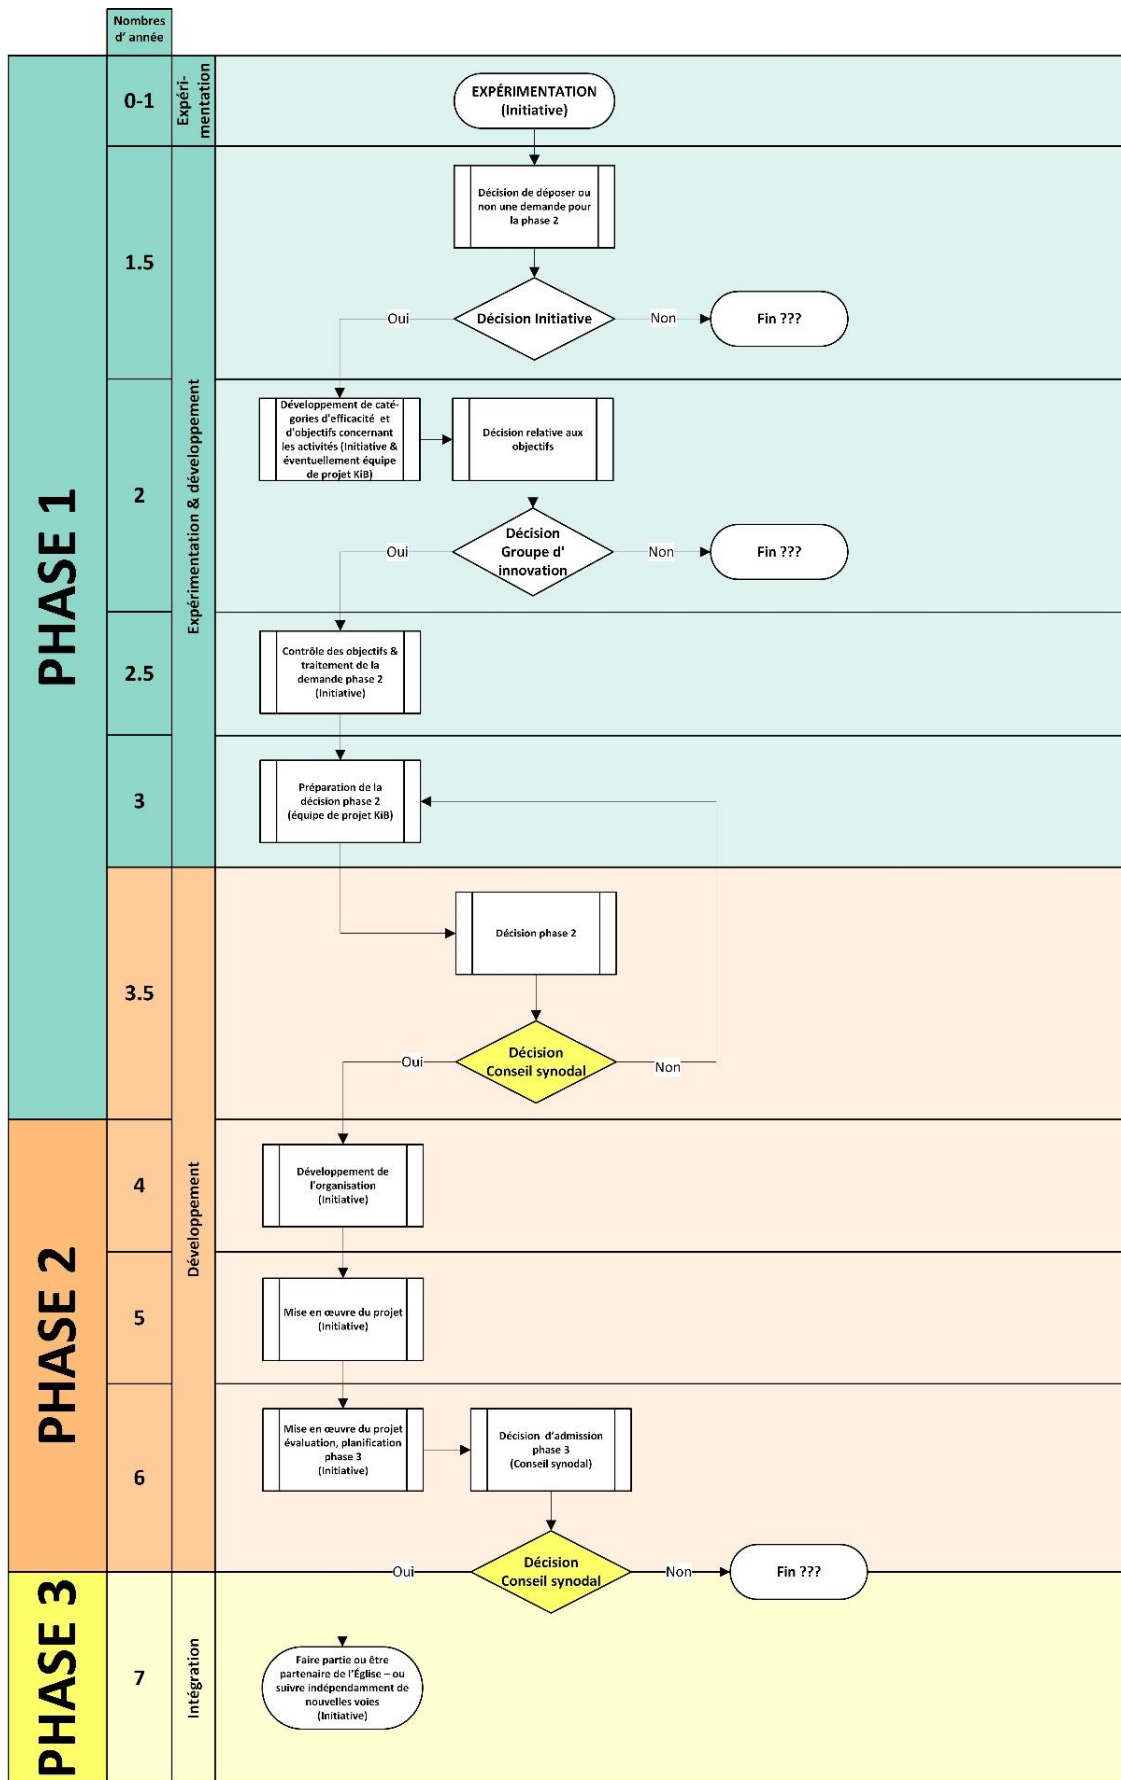 Nombres
d' année
PHASE 1
0-1
Expéri-
mentation
EXPÉRIMENTATION
(Initiative)
1.5
Expérimentation & développement
Décision de déposer ou
non une demande pour
la phase 2
Décision Initiative
Oui
Non
Fin ???
2
Développement de caté-
gories d'efficacité et
d'objectifs concernant
les activités (Initiative &
éventuellement équipe
de projet KiB)
Décision relative aux
objectifs
Décision
Groupe d'
innovation
Oui
Non
Fin ???
2.5
Contrôle des objectifs &
traitement de la
demande phase 2
(Initiative)
3
Préparation de la
décision phase 2
(équipe de projet KiB)
3.5
Développement
Décision phase 2
Décision
Conseil synodal
Oui
Non
PHASE 2
4
Développement de
l'organisation
(Initiative)
5
Mise en œuvre du projet
(Initiative)
6
Mise en œuvre du projet
évaluation, planification
phase 3
(Initiative)
Décision d'admission
phase 3
(Conseil synodal)
Décision
Conseil synodal
Oui
Non
Fin ???
PHASE 3
7
Intégration
Faire partie ou être
partenaire de l'Église – ou
suivre indépendamment de
nouvelles voies
(Initiative)